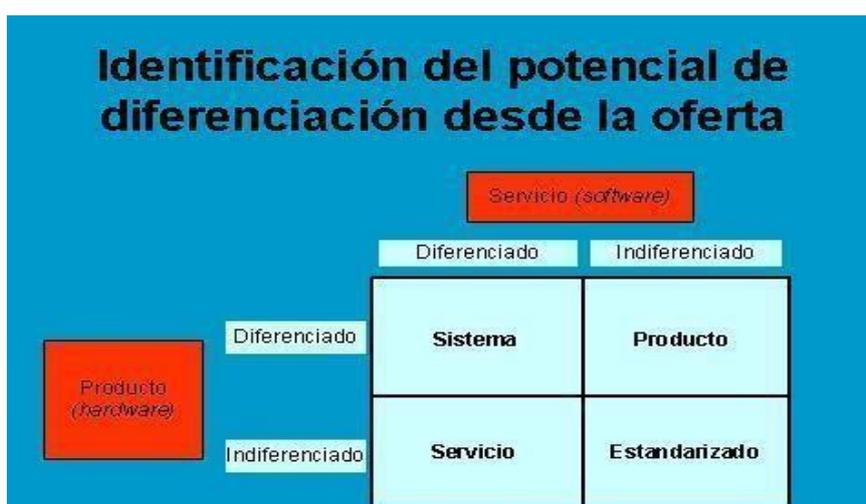 Identificación del potencial de
diferenciación desde la oferta
Servicio (software)
Diferenciado
Indiferenciado
Diferenciado
Sistema
Producto
Producto
(hardware)
Indiferenciado
Servicio
Estandarizado